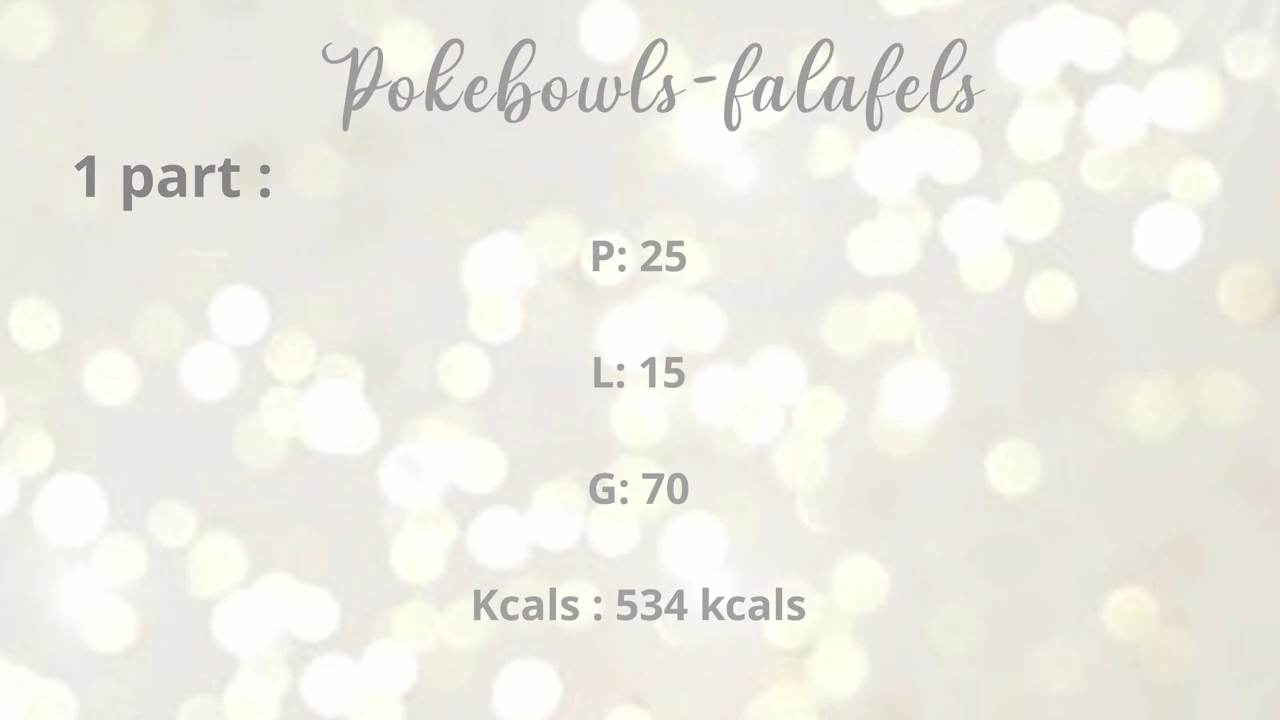 Pokebowls-falafels
1 part :
P: 25
L: 15
G: 70
Kcals : 534 kcals